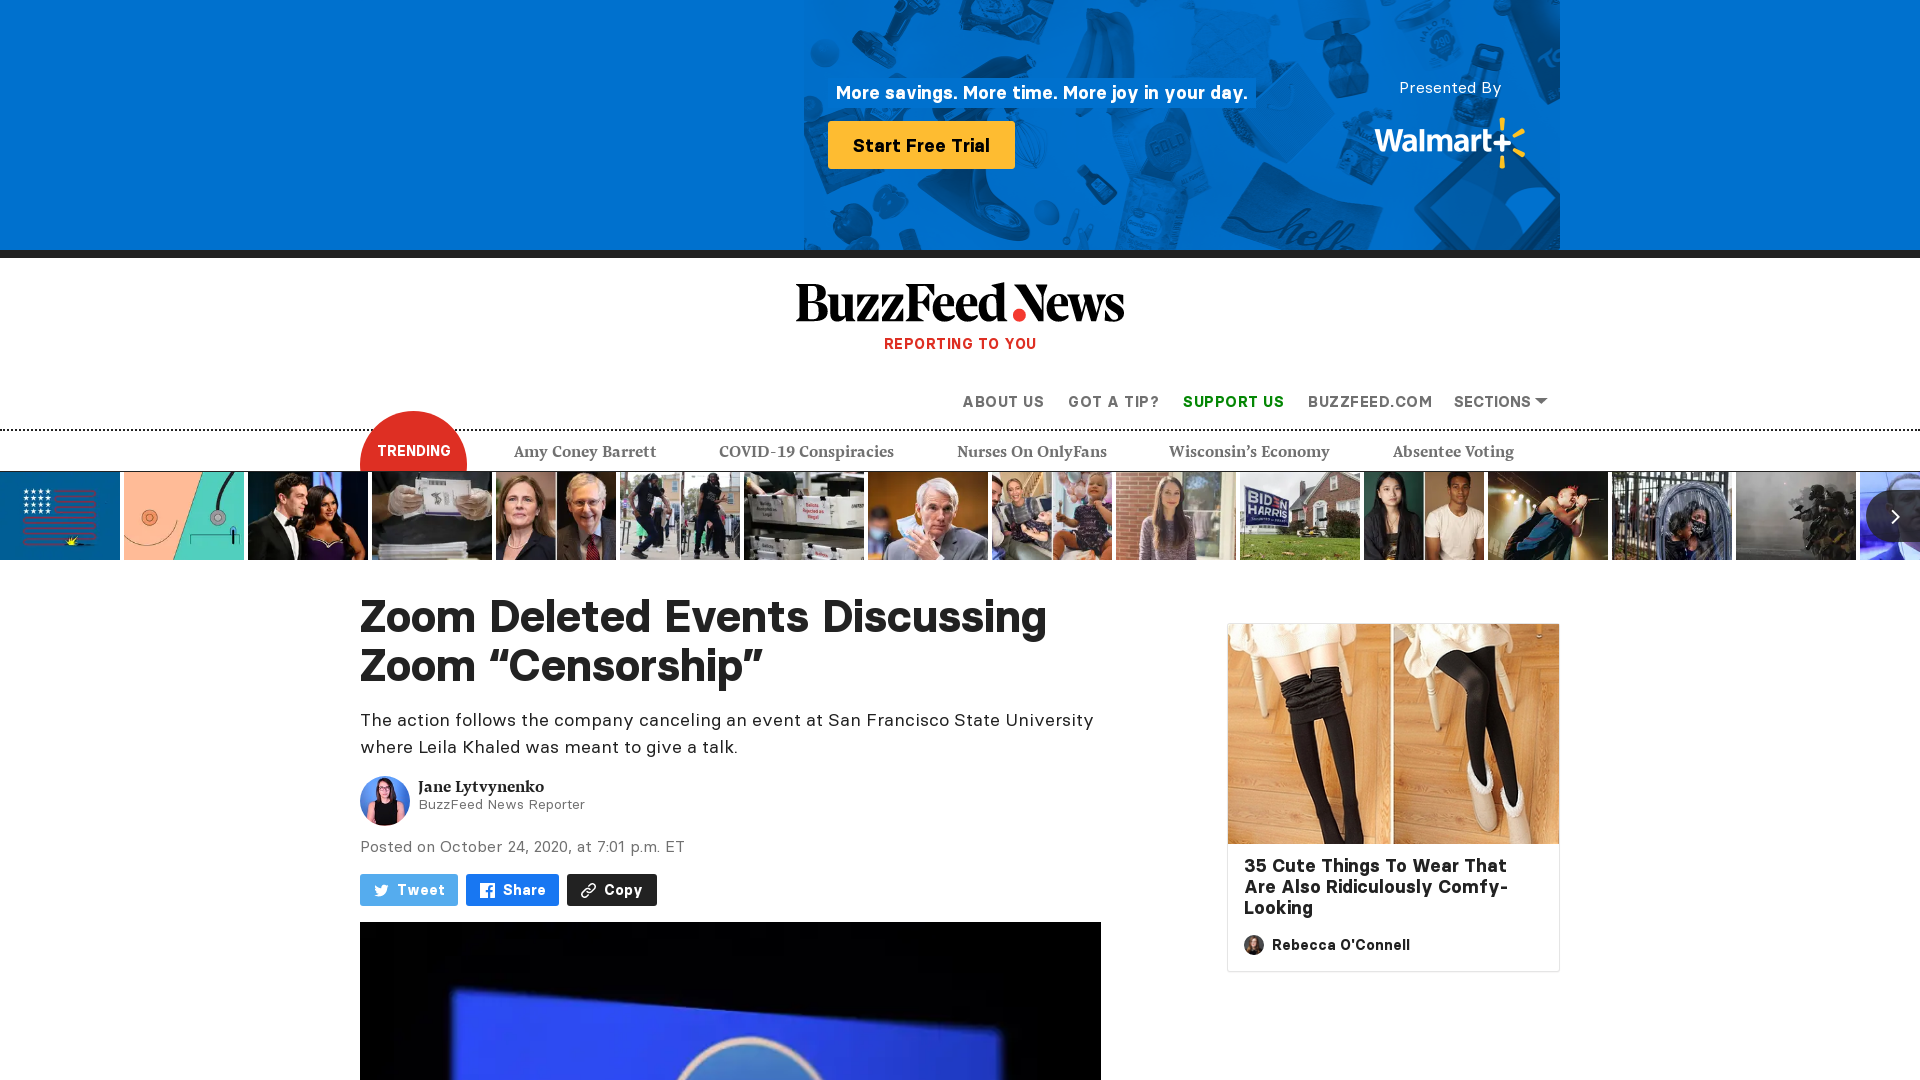 More savings. More time. More joy in your day.
Start Free Trial
Presented By
Walmart+
BuzzFeed News
REPORTING TO YOU
ABOUT US GOT A TIP? SUPPORT US BUZZFEED.COM SECTIONS
TRENDING Amy Coney Barrett COVID-19 Conspiracies Nurses On OnlyFans Wisconsin’s Economy Absentee Voting
BIDEN
HARRIS
Zoom Deleted Events Discussing
Zoom “Censorship”
The action follows the company canceling an event at San Francisco State University
where Leila Khaled was meant to give a talk.
Jane Lytvynenko
BuzzFeed News Reporter
Posted on October 24, 2020, at 7:01 p.m. ET
Tweet Share Copy
35 Cute Things To Wear That
Are Also Ridiculously Comfy-
Looking
Rebecca O'Connell